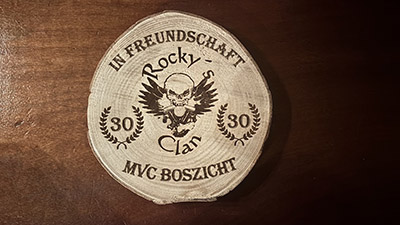 IN FREUNDSCHAFT
Rocky-s
30 30
Clan
MVC BOSZICHT